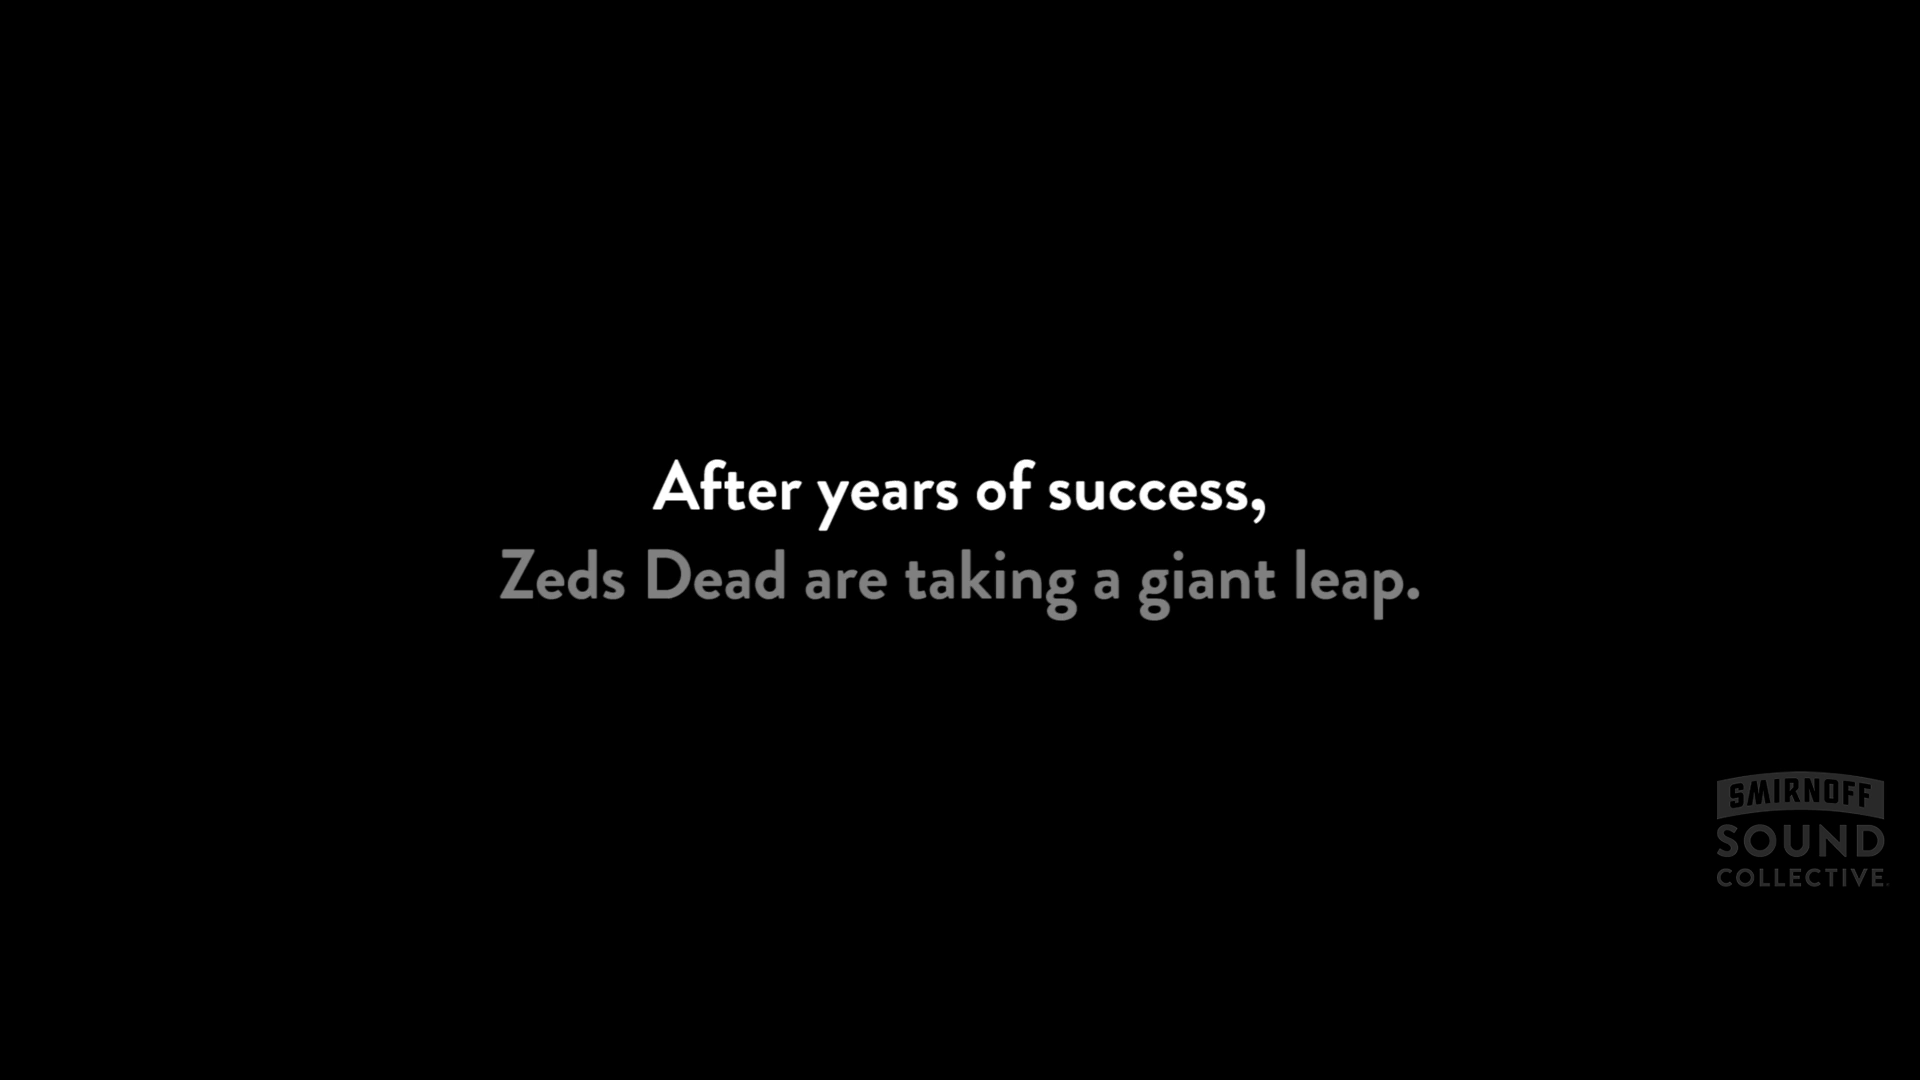 After years of success,
Zeds Dead are taking a giant leap.
SMIRNOFF
SOUND
COLLECTIVE.